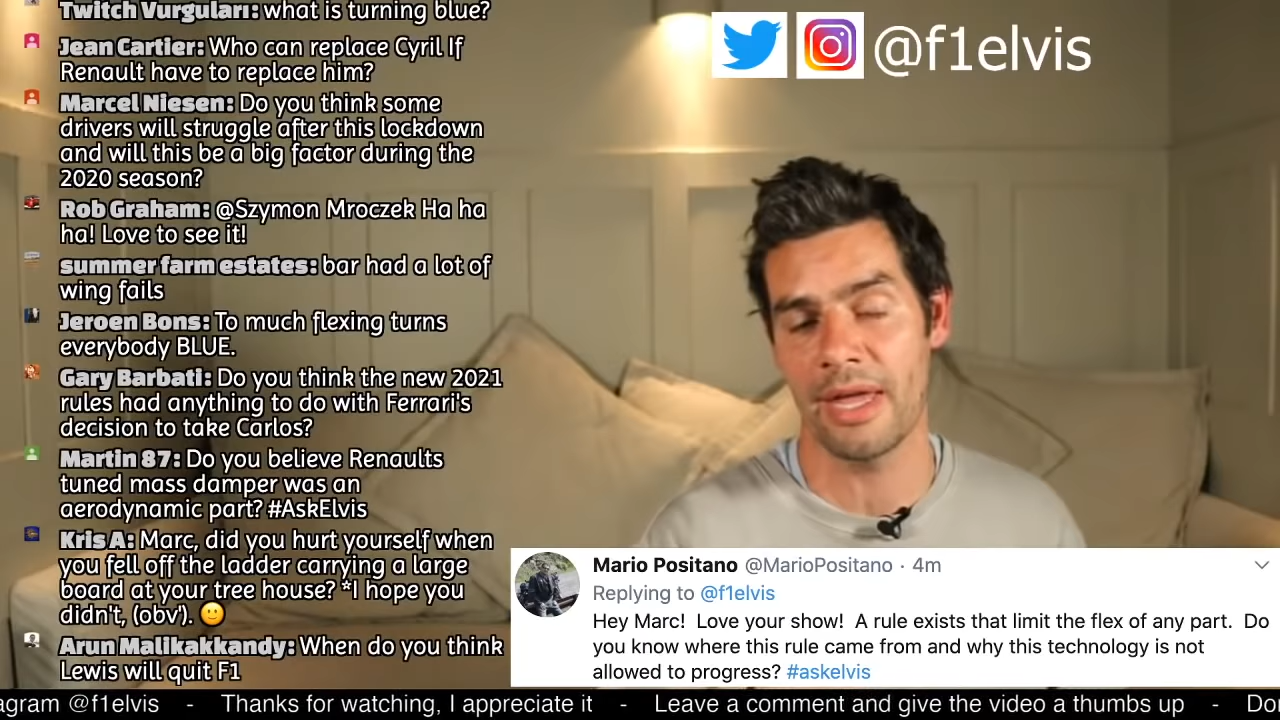 Twitch Vurguları: what is turning blue?
Jean Cartier: Who can replace Cyril If
Renault have to replace him?
Marcel Niesen: Do you think some
drivers will struggle after this lockdown
and will this be a big factor during the
2020 season?
Rob Graham: @Szymon Mroczek Ha ha
ha! Love to see it!
summer farm estates: bar had a lot of
wing fails
Jeroen Bons: To much flexing turns
everybody BLUE.
Gary Barbati: Do you think the new 2021
rules had anything to do with Ferrari's
decision to take Carlos?
Martin 87: Do you believe Renaults
tuned mass damper was an
aerodynamic part? #AskElvis
Kris A: Marc, did you hurt yourself when
you fell off the ladder carrying a large
board at your tree house? *I hope you
didn't, (obv'). 🙂
Arun Malikakkandy: When do you think
Lewis will quit F1
@f1elvis
Mario Positano @MarioPositano · 4m
Replying to @f1elvis
Hey Marc! Love your show! A rule exists that limit the flex of any part. Do
you know where this rule came from and why this technology is not
allowed to progress? #askelvis
agram @f1elvis - Thanks for watching, I appreciate it - Leave a comment and give the video a thumbs up - Do